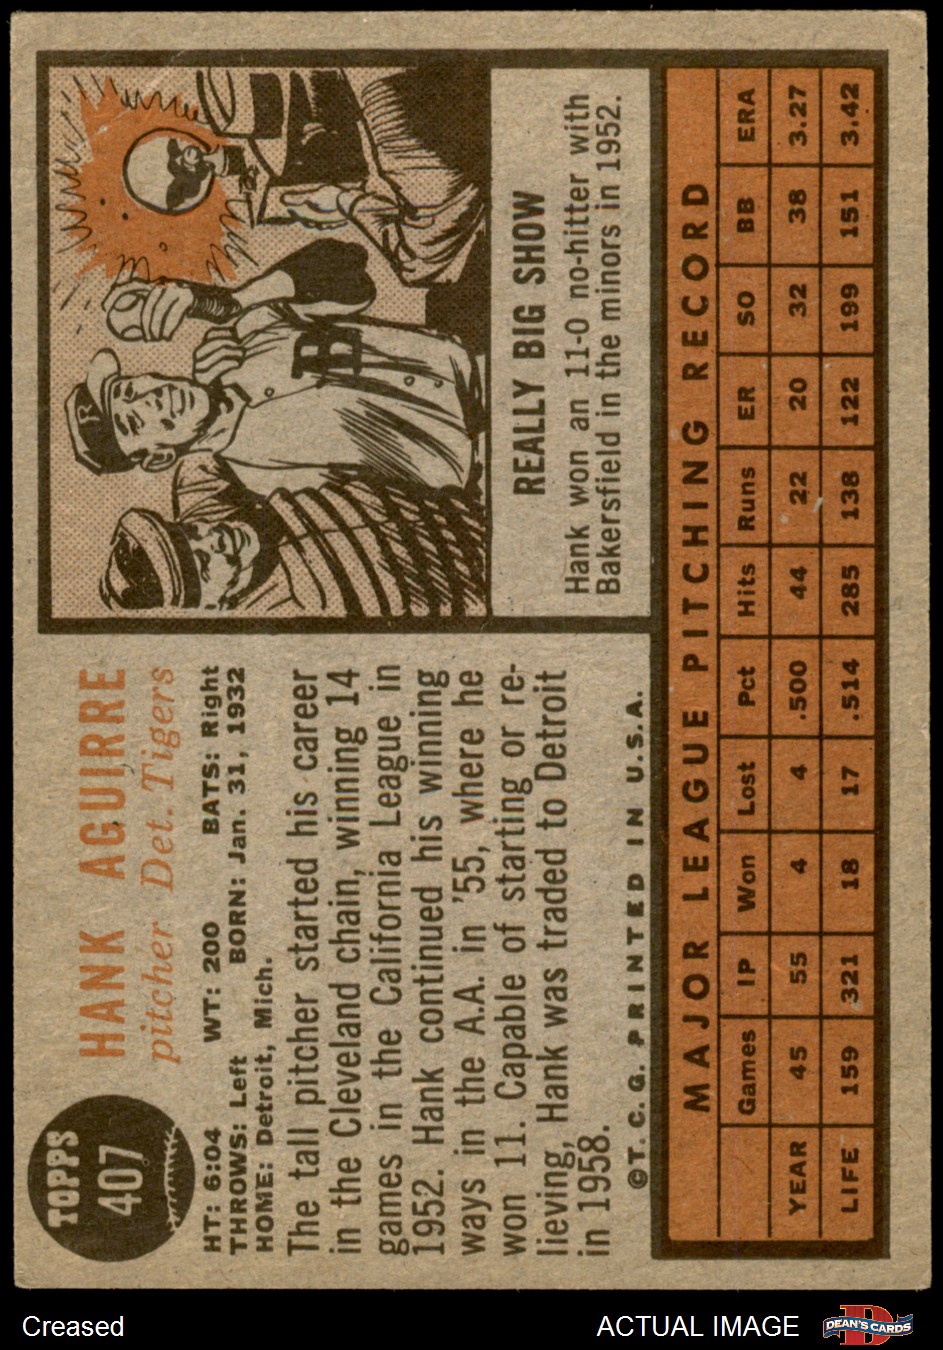 TOPPS
407
HANK AGUIRRE
pitcher Det. Tigers
HT: 6:04 WT: 200 BATS: Right
THROWS: Left BORN: Jan. 31, 1932
HOME: Detroit, Mich.
The tall pitcher started his career
in the Cleveland chain, winning 14
games in the California League in
1952. Hank continued his winning
ways in the A.A. in '55, where he
won 11. Capable of starting or re-
lieving, Hank was traded to Detroit
in 1958.
©T. C. G. PRINTED IN U.S.A.
B
B
REALLY BIG SHOW
Hank won an 11-0 no-hitter with
Bakersfield in the minors in 1952.
MAJOR LEAGUE PITCHING RECORD
Games IP Won Lost Pct Hits Runs ER SO BB ERA
YEAR 45 55 4 4 .500 44 22 20 32 38 3.27
LIFE 159 321 18 17 .514 285 138 122 199 151 3.42
Creased
ACTUAL IMAGE
D
DEAN'S CARDS